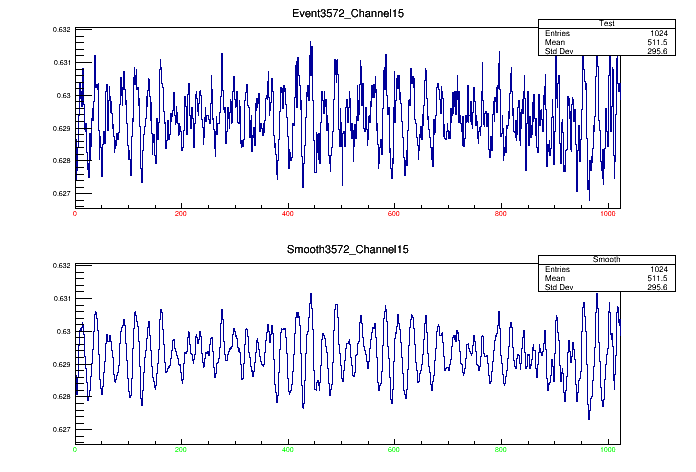 Event3572_Channel15
Test
Entries 1024
Mean 511.5
Std Dev 295.6
0.632
0.631
0.63
0.629
0.628
0.627
0 200 400 600 800 1000
Smooth3572_Channel15
Smooth
Entries 1024
Mean 511.5
Std Dev 295.6
0.632
0.631
0.63
0.629
0.628
0.627
0 200 400 600 800 1000